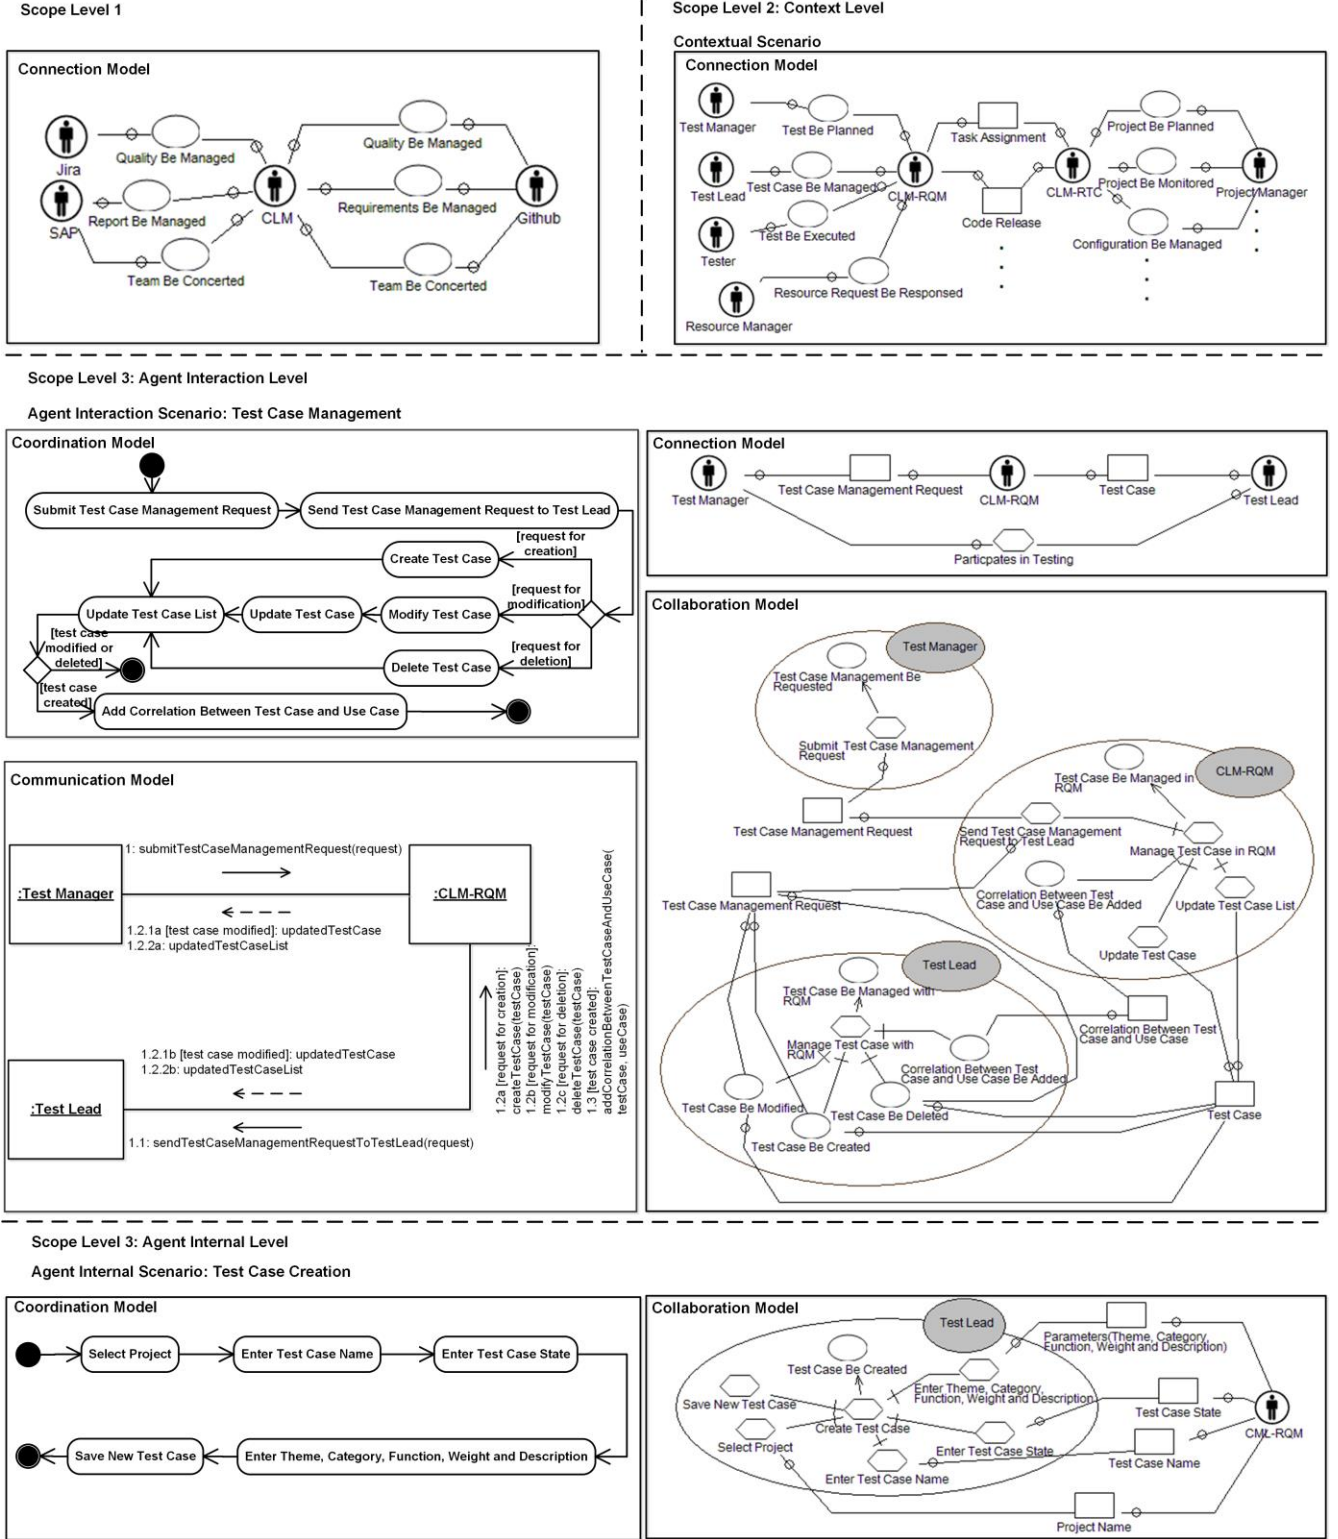 Scope Level 1
Connection Model
Jira
Quality Be Managed
SAP
Report Be Managed
Team Be Concerted
CLM
Quality Be Managed
Requirements Be Managed
Team Be Concerted
Github
Scope Level 2: Context Level
Contextual Scenario
Connection Model
Test Manager
Test Be Planned
Test Lead
Test Case Be Managed
Tester
Test Be Executed
Resource Manager
Resource Request Be Responsed
CLM-RQM
Task Assignment
Code Release
CLM-RTC
Project Be Planned
Project Be Monitored
Configuration Be Managed
Project Manager
Scope Level 3: Agent Interaction Level
Agent Interaction Scenario: Test Case Management
Coordination Model
Submit Test Case Management Request
Send Test Case Management Request to Test Lead
[request for
creation]
Create Test Case
[request for
modification]
Update Test Case List
Update Test Case
Modify Test Case
[test case
modified or
deleted]
Delete Test Case
[request for
deletion]
[test case
created]
Add Correlation Between Test Case and Use Case
Connection Model
Test Manager
Test Case Management Request
CLM-RQM
Test Case
Test Lead
Particpates in Testing
Communication Model
:Test Manager
1: submitTestCaseManagementRequest(request)
:CLM-RQM
1.2.1a [test case modified]: updatedTestCase
1.2.2a: updatedTestCaseList
1.2.1b [test case modified]: updatedTestCase
1.2.2b: updatedTestCaseList
:Test Lead
1.1: sendTestCaseManagementRequestToTestLead(request)
1.2a [request for creation]:
createTestCase(testCase)
1.2b [request for modification]:
modifyTestCase(testCase)
1.2c [request for deletion]:
deleteTestCase(testCase)
1.3 [test case created]:
addCorrelationBetweenTestCaseAndUseCase(
testCase, useCase)
Collaboration Model
Test Manager
Test Case Management Be
Requested
Submit Test Case Management
Request
Test Case Management Request
CLM-RQM
Test Case Be Managed in
RQM
Send Test Case Management
Request to Test Lead
Manage Test Case in RQM
Correlation Between Test
Case and Use Case Be Added
Update Test Case List
Update Test Case
Test Case Management Request
Test Lead
Test Case Be Managed with
RQM
Manage Test Case with
RQM
Correlation Between Test
Case and Use Case Be Added
Correlation Between Test
Case and Use Case
Test Case Be Modified
Test Case Be Deleted
Test Case Be Created
Test Case
Scope Level 3: Agent Internal Level
Agent Internal Scenario: Test Case Creation
Coordination Model
Select Project
Enter Test Case Name
Enter Test Case State
Save New Test Case
Enter Theme, Category, Function, Weight and Description
Collaboration Model
Test Lead
Test Case Be Created
Save New Test Case
Select Project
Create Test Case
Enter Theme, Category,
Function, Weight and Description
Enter Test Case State
Enter Test Case Name
Parameters(Theme, Category,
Function, Weight and Description)
Test Case State
Test Case Name
CML-RQM
Project Name